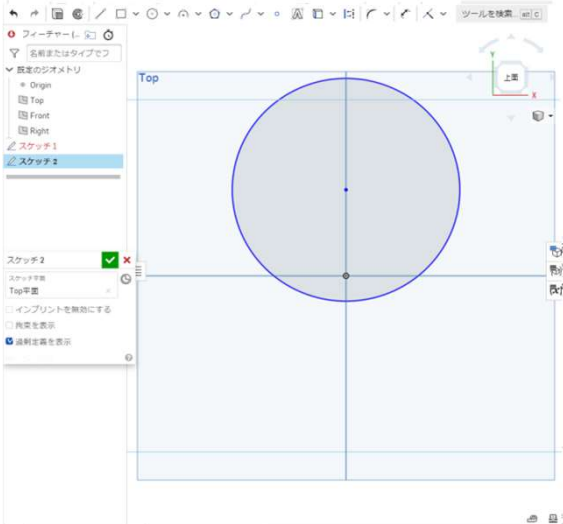 ツールを検索... alt C
フィーチャー (...
名前またはタイプでフ
既定のジオメトリ
Origin
Top
Front
Right
スケッチ 1
スケッチ 2
Top
Y
上面
X
スケッチ 2
スケッチ平面
Top平面
インプリントを無効にする
拘束を表示
過剰定義を表示